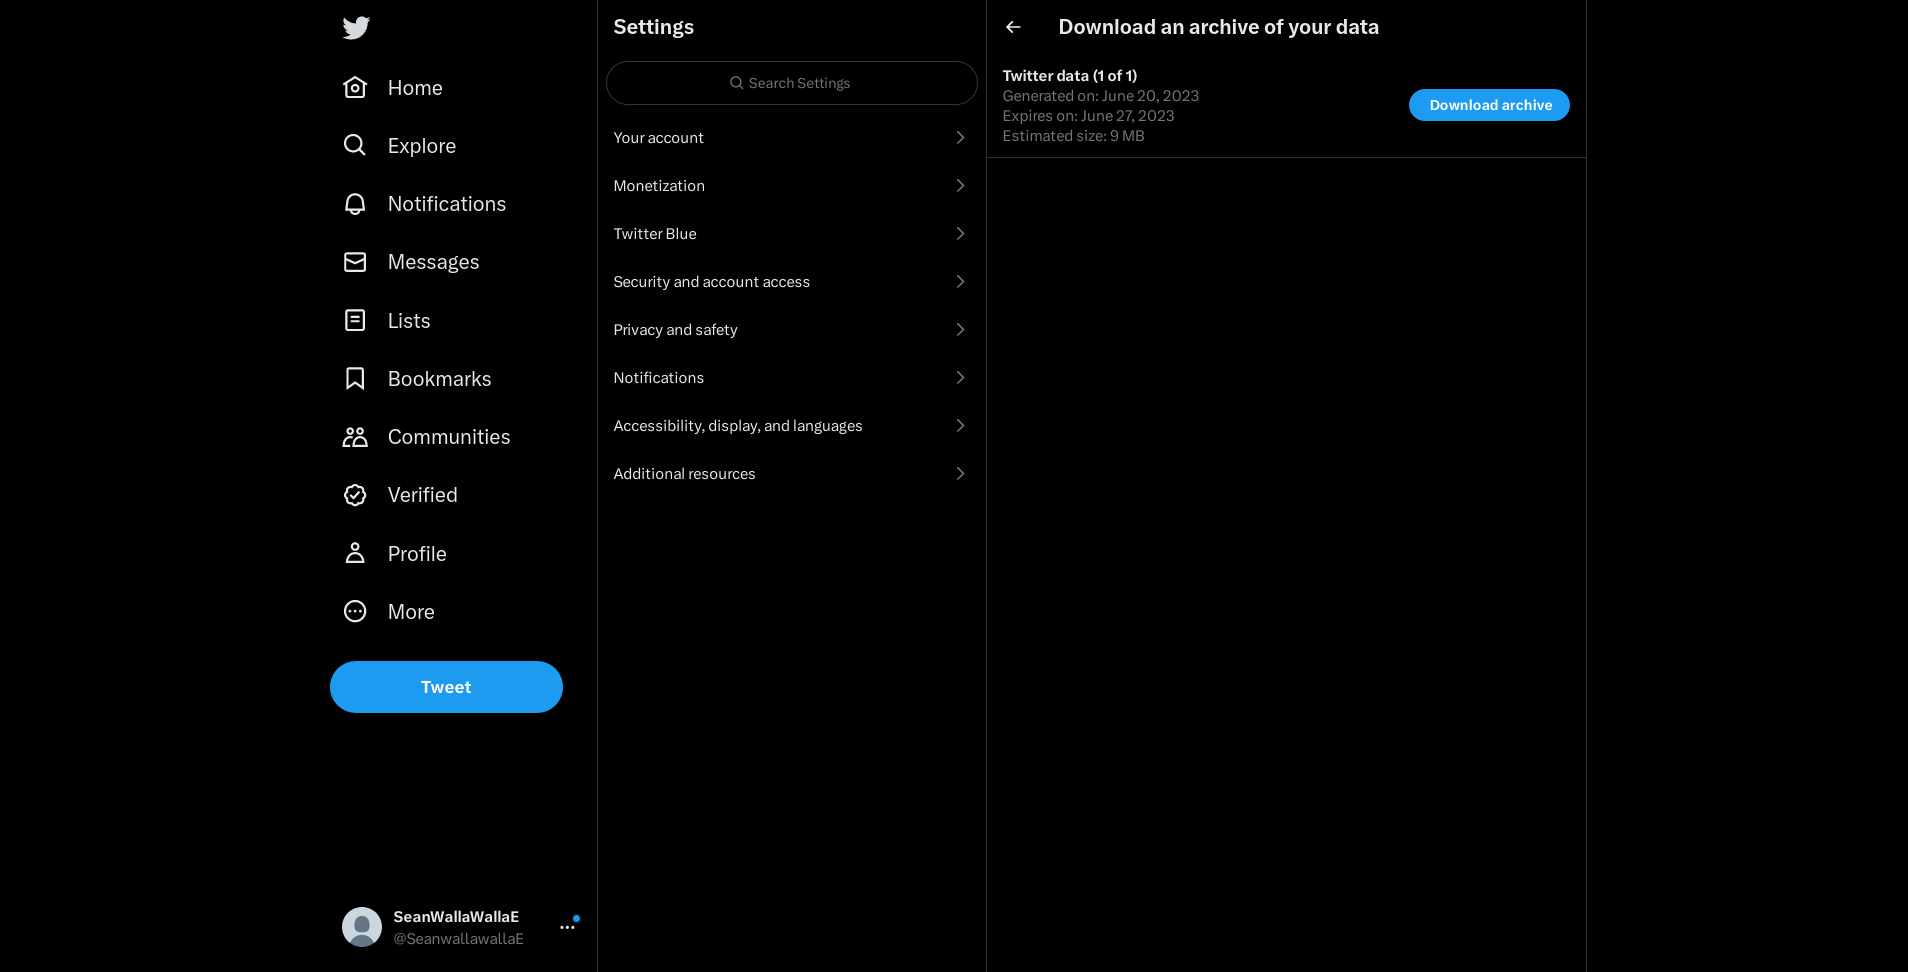 Home
Explore
Notifications
Messages
Lists
Bookmarks
Communities
Verified
Profile
More
Tweet
SeanWallaWallaE
@SeanwallawallaE
Settings
Search Settings
Your account
Monetization
Twitter Blue
Security and account access
Privacy and safety
Notifications
Accessibility, display, and languages
Additional resources
Download an archive of your data
Twitter data (1 of 1)
Generated on: June 20, 2023
Expires on: June 27, 2023
Estimated size: 9 MB
Download archive